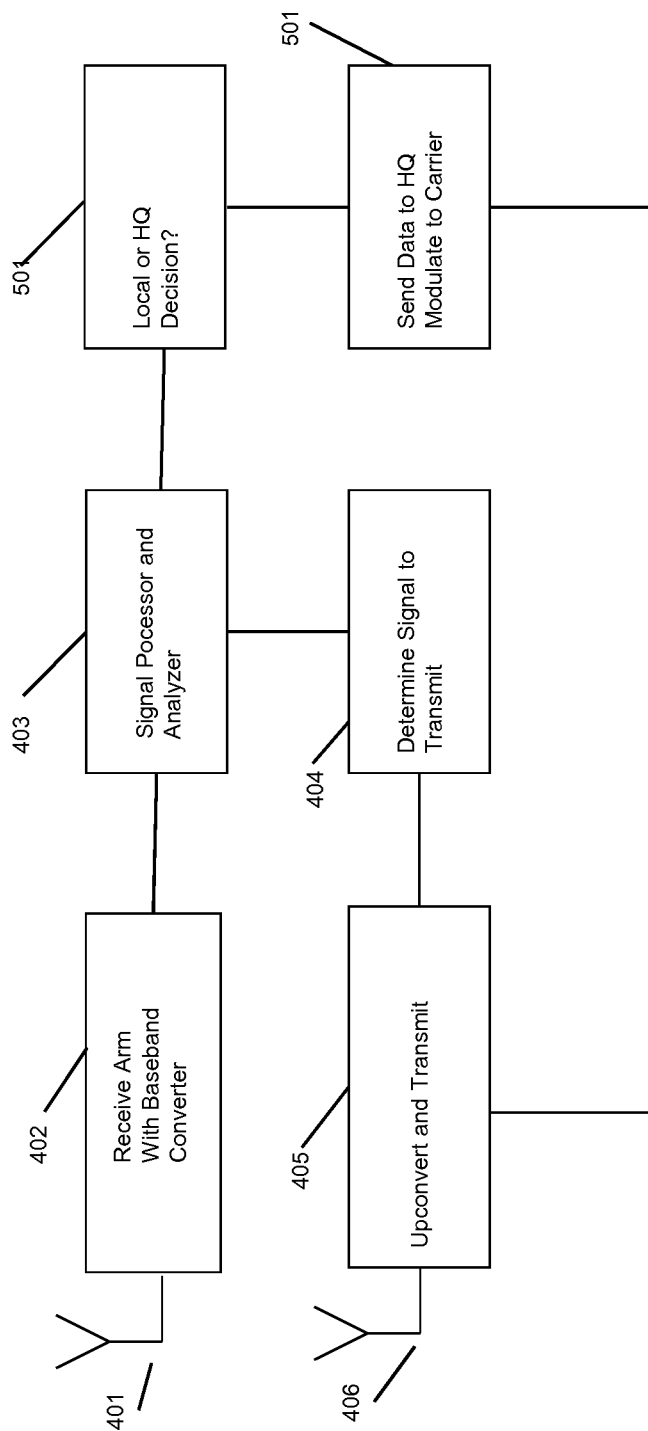 401
402
Receive Arm
With Baseband
Converter
403
Signal Pocessor and
Analyzer
501
Local or HQ
Decision?
406
405
Upconvert and Transmit
404
Determine Signal to
Transmit
501
Send Data to HQ
Modulate to Carrier